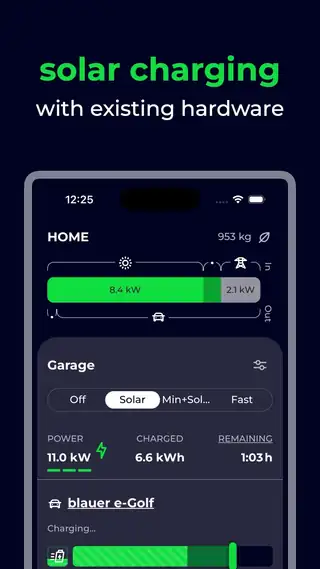 solar charging
with existing hardware
12:25
HOME
953 kg
In
8.4 kW
2.1 kW
Out
Garage
Off
Solar
Min+Sol...
Fast
POWER
CHARGED
REMAINING
11.0 kW
6.6 kWh
1:03 h
blauer e-Golf
Charging...